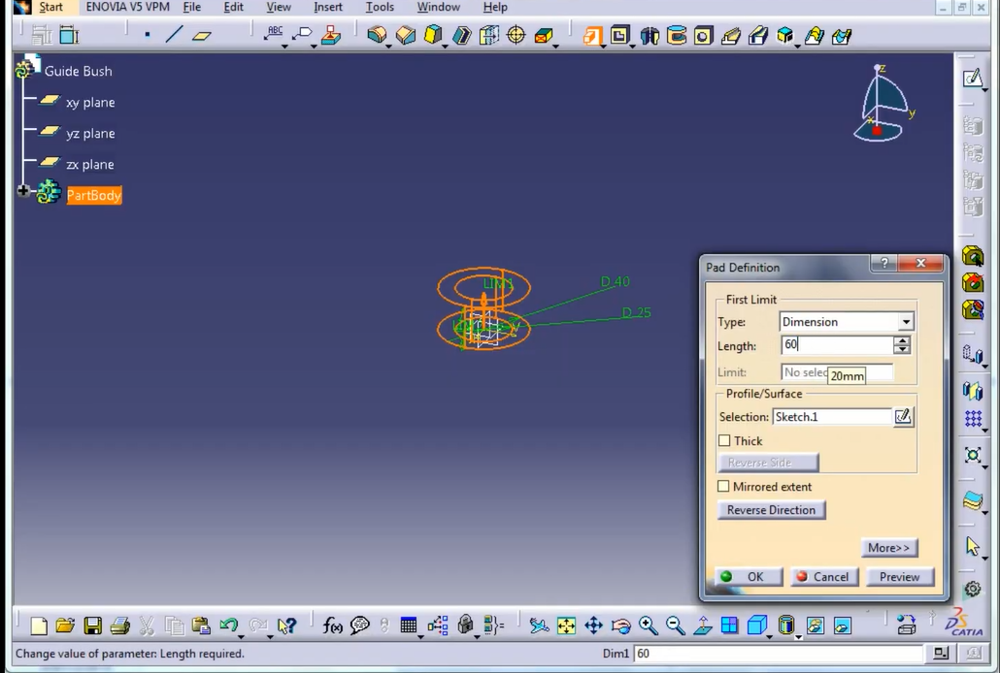 Start ENOVIA V5 VPM File Edit View Insert Tools Window Help
ABC
Guide Bush
xy plane
yz plane
zx plane
PartBody
z
y
x
LIM1
D 40
D 25
Pad Definition
First Limit
Type: Dimension
Length: 60
Limit: No selec
20mm
Profile/Surface
Selection: Sketch.1
Thick
Reverse Side
Mirrored extent
Reverse Direction
More>>
OK Cancel Preview
f(x)
CATIA
Change value of parameter: Length required. Dim1 60